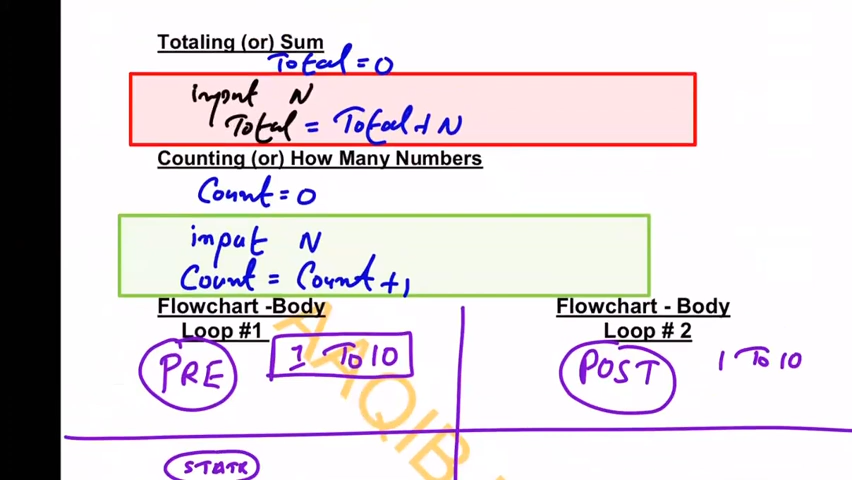 Totaling (or) Sum
Total = 0
input N
Total = Total + N
Counting (or) How Many Numbers
Count = 0
input N
Count = Count + 1
Flowchart -Body
Loop #1
Flowchart - Body
Loop # 2
PRE
1 To 10
POST
1 To 10
START
AAQIB